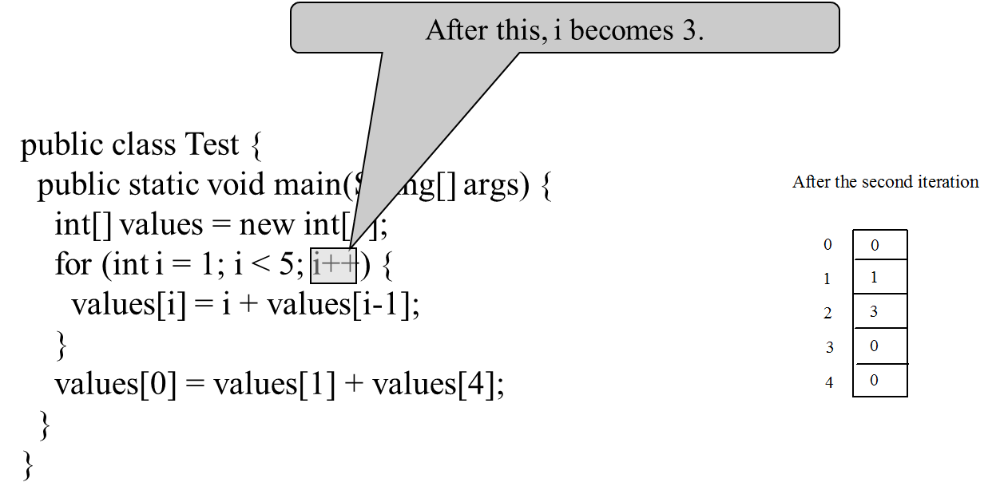 After this, i becomes 3.
public class Test {
public static void main( ng[] args) {
int[] values = new int[ ];
for (int i = 1; i < 5; i++) {
values[i] = i + values[i-1];
}
values[0] = values[1] + values[4];
}
}
After the second iteration
0 0
1 1
2 3
3 0
4 0